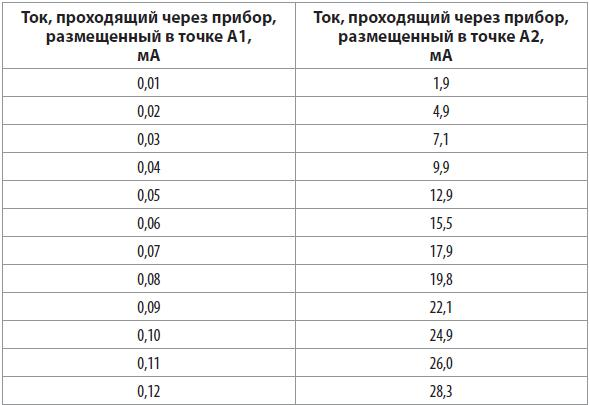 Ток, проходящий через прибор,
размещенный в точке А1,
мА
Ток, проходящий через прибор,
размещенный в точке А2,
мА
0,01 1,9
0,02 4,9
0,03 7,1
0,04 9,9
0,05 12,9
0,06 15,5
0,07 17,9
0,08 19,8
0,09 22,1
0,10 24,9
0,11 26,0
0,12 28,3